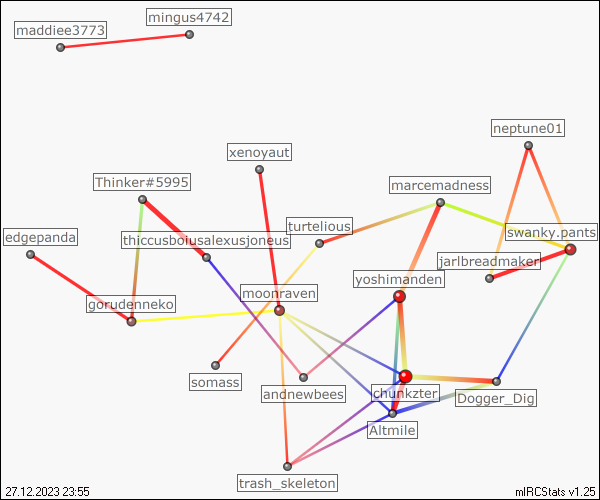 mingus4742
maddiee3773
neptune01
xenoyaut
Thinker#5995
marcemadness
turtelious
swanky.pants
edgepanda
thiccusboiusalexusjoneus
jarlbreadmaker
yoshimanden
moonraven
gorudenneko
somass
andnewbees
chunkzter
Dogger_Dig
Altmile
trash_skeleton
27.12.2023 23:55
mIRCStats v1.25